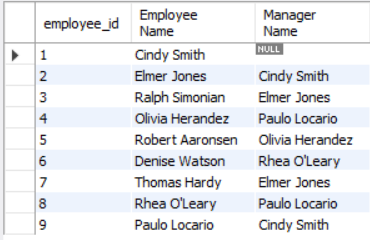 employee_id Employee Name Manager Name
1 Cindy Smith NULL
2 Elmer Jones Cindy Smith
3 Ralph Simonian Elmer Jones
4 Olivia Herandez Paulo Locario
5 Robert Aaronsen Olivia Herandez
6 Denise Watson Rhea O'Leary
7 Thomas Hardy Elmer Jones
8 Rhea O'Leary Paulo Locario
9 Paulo Locario Cindy Smith